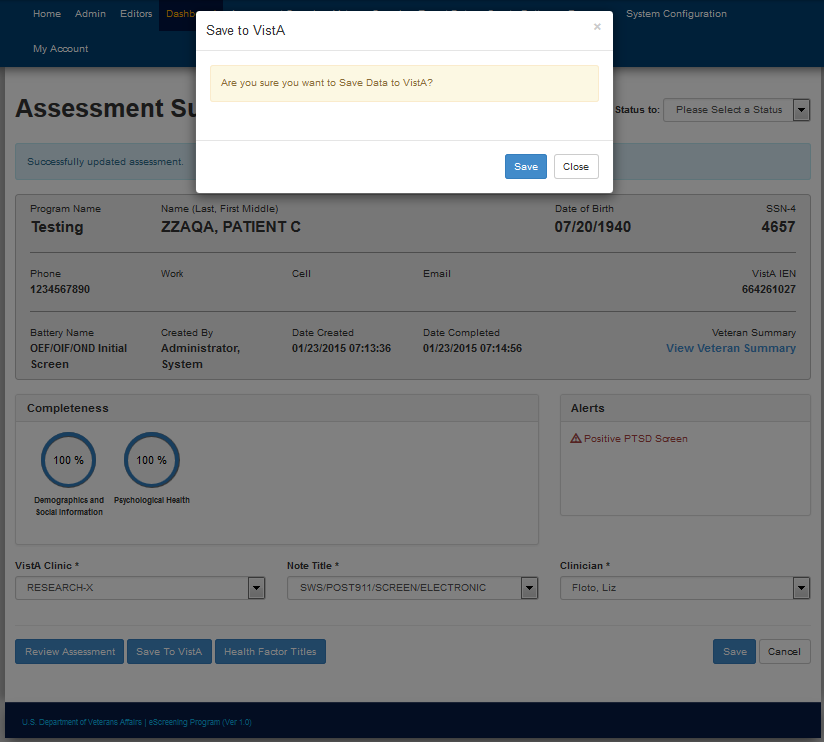 Home Admin Editors System Configuration
My Account
Save to VistA ×
Are you sure you want to Save Data to VistA?
Save Close
Assessment
Status to: Please Select a Status
Successfully updated assessment.
Program Name Name (Last, First Middle) Date of Birth SSN-4
Testing ZZAQA, PATIENT C 07/20/1940 4657
Phone Work Cell Email VistA IEN
1234567890 664261027
Battery Name Created By Date Created Date Completed Veteran Summary
OEF/OIF/OND Initial Administrator, 01/23/2015 07:13:36 01/23/2015 07:14:56 View Veteran Summary
Screen System
Completeness Alerts
Positive PTSD Screen
100 % 100 %
Demographics and Psychological Health
Social Information
VistA Clinic * Note Title * Clinician *
RESEARCH-X SWS/POST911/SCREEN/ELECTRONIC Floto, Liz
Review Assessment Save To VistA Health Factor Titles Save Cancel
U.S. Department of Veterans Affairs | eScreening Program (Ver 1.0)